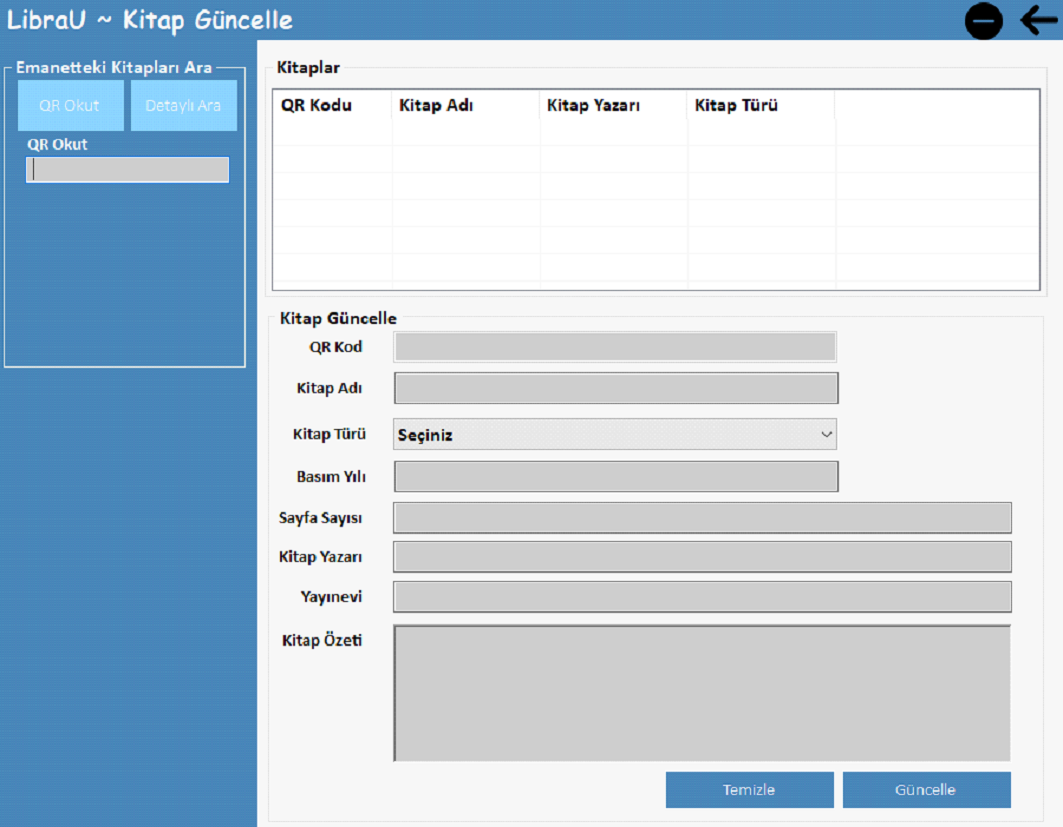 LibraU ~ Kitap Güncelle
Emanetteki Kitapları Ara
QR Okut
Detaylı Ara
QR Okut
Kitaplar
QR Kodu
Kitap Adı
Kitap Yazarı
Kitap Türü
Kitap Güncelle
QR Kod
Kitap Adı
Kitap Türü
Seçiniz
Basım Yılı
Sayfa Sayısı
Kitap Yazarı
Yayınevi
Kitap Özeti
Temizle
Güncelle